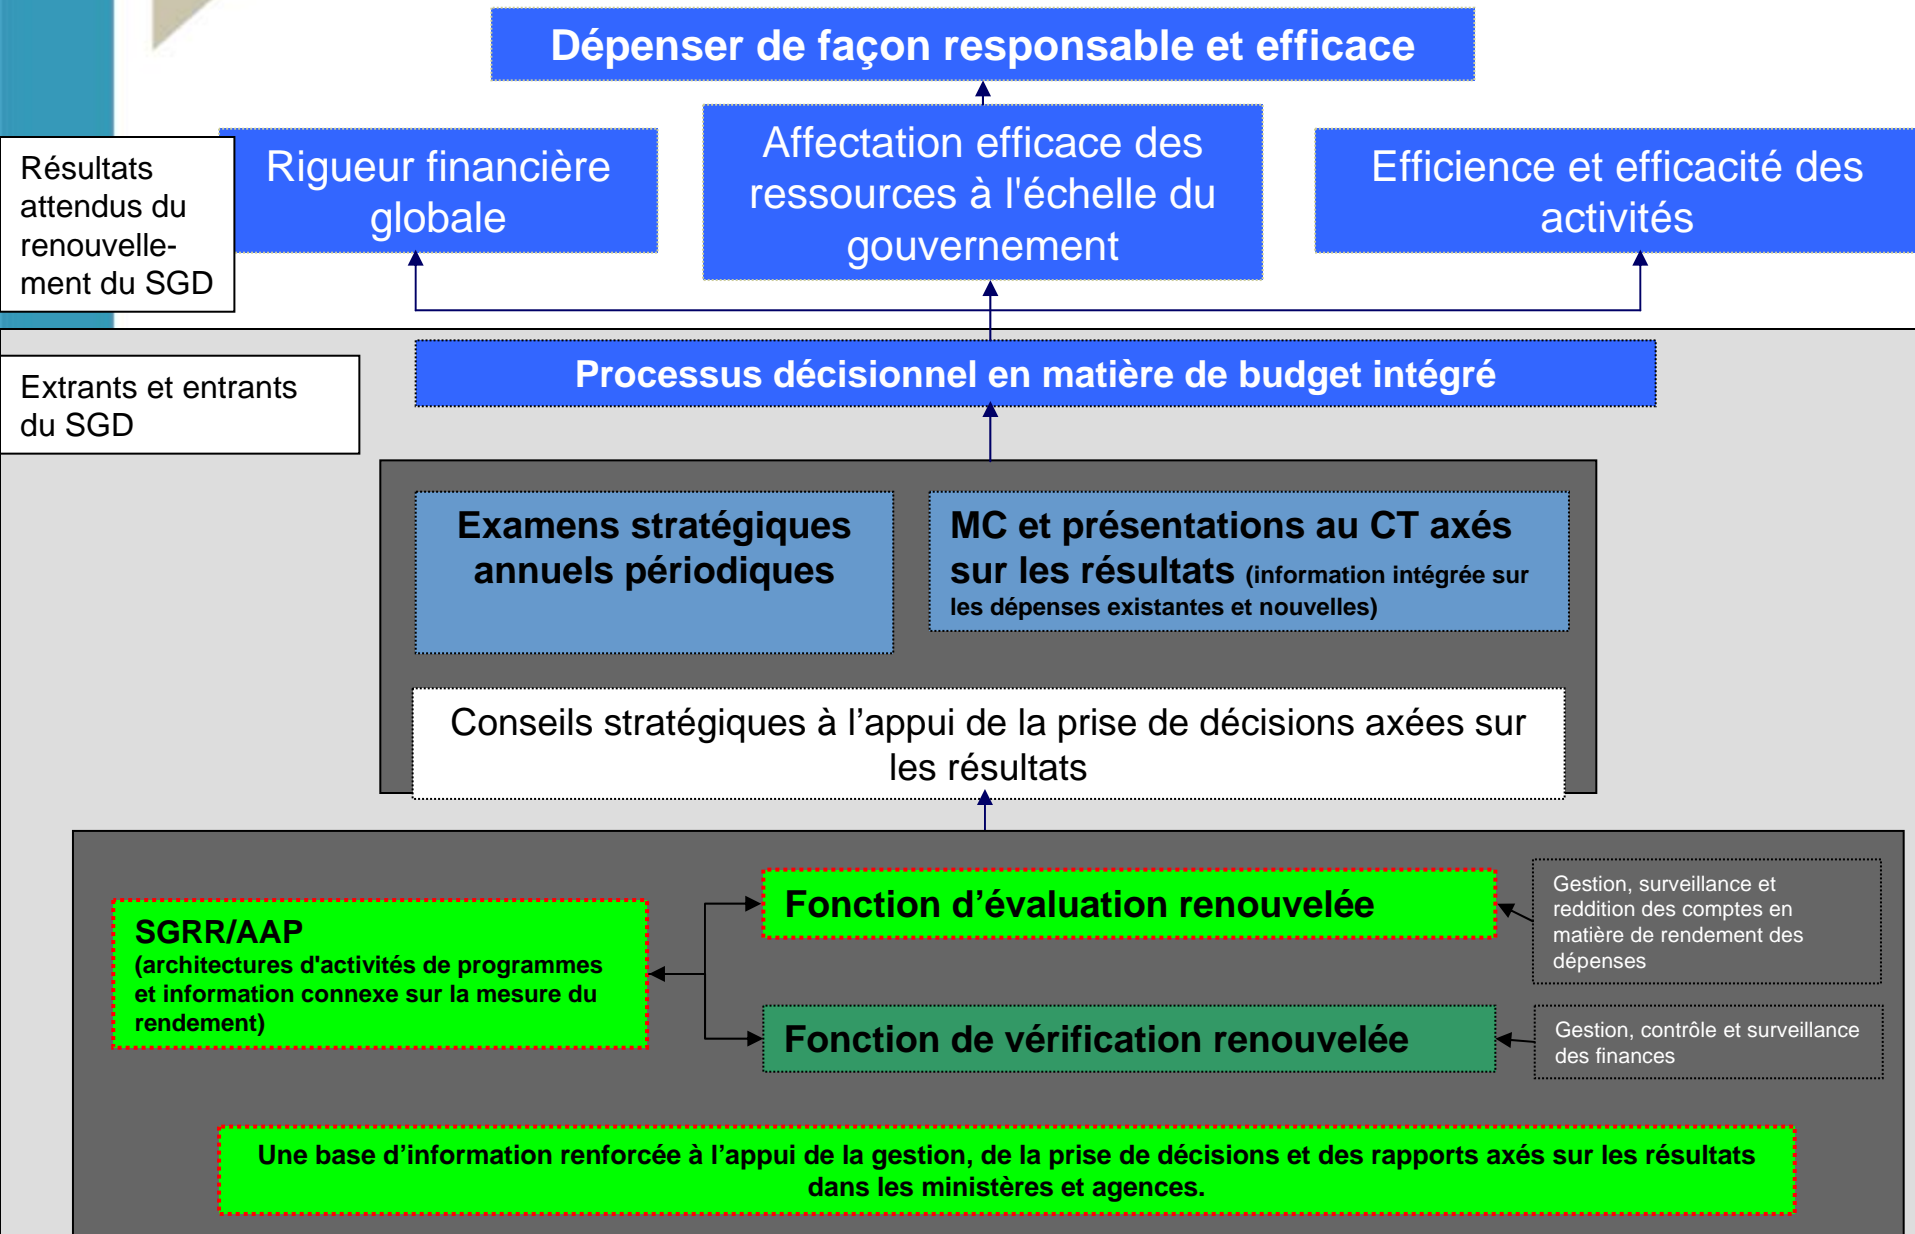 Dépenser de façon responsable et efficace
Résultats
attendus du
renouvelle-
ment du SGD
Rigueur financière
globale
Affectation efficace des
ressources à l'échelle du
gouvernement
Efficience et efficacité des
activités
Extrants et entrants
du SGD
Processus décisionnel en matière de budget intégré
Examens stratégiques
annuels périodiques
MC et présentations au CT axés
sur les résultats (information intégrée sur
les dépenses existantes et nouvelles)
Conseils stratégiques à l’appui de la prise de décisions axées sur
les résultats
SGRR/AAP
(architectures d'activités de programmes
et information connexe sur la mesure du
rendement)
Fonction d’évaluation renouvelée
Gestion, surveillance et
reddition des comptes en
matière de rendement des
dépenses
Fonction de vérification renouvelée
Gestion, contrôle et surveillance
des finances
Une base d’information renforcée à l’appui de la gestion, de la prise de décisions et des rapports axés sur les résultats
dans les ministères et agences.